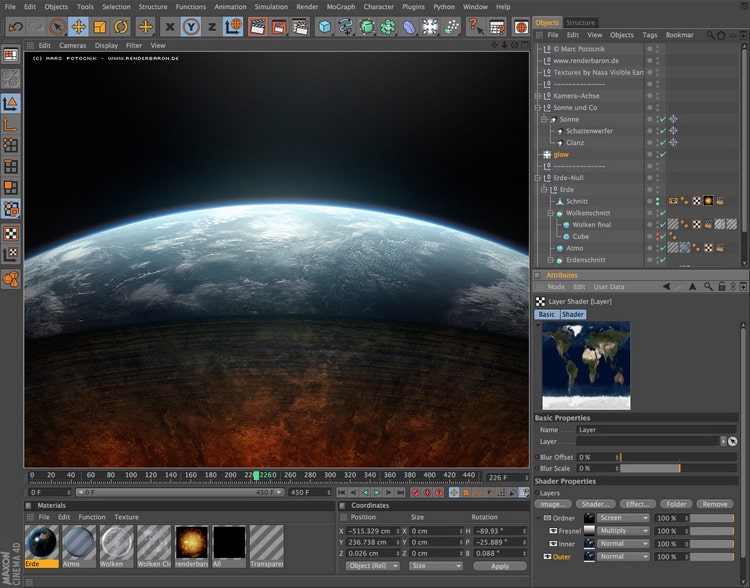 File Edit Objects Tools Selection Structure Functions Animation Simulation Render MoGraph Character Plugins Python Window Help
Objects Structure
File Edit View Objects Tags Bookmar
Edit Cameras Display Filter View
(c) MARC POTOCNIK - WWW.RENDERBARON.DE
© Marc Potocnik
www.renderbaron.de
Textures by Nasa Visible Eart
--------------
Kamera-Achse
Sonne und Co
Sonne
Schattenwerfer
Glanz
glow
--------------
Erde-Null
Erde
Schnitt
Wolkenschnitt
Wolken final
Cube
Atmo
Erdenschnitt
Attributes
Mode Edit User Data
Layer Shader [Layer]
Basic Shader
Basic Properties
Name Layer
Layer
Blur Offset 0 %
Blur Scale 0 %
Shader Properties
Layers
Image... Shader... Effect... Folder Remove
Ordner Screen 100 %
Fresnel Multiply 100 %
Inner Normal 100 %
Outer Normal 100 %
0 20 40 60 80 100 120 140 160 180 200 220 226 0 260 280 300 320 340 360 380 400 420 440 226 F
0 F 0 F 450 F 450 F
Materials
File Edit Function Texture
Erde Atmo Wolken Wolken Cl renderbar All Transparen
Coordinates
Position Size Rotation
X -515.329 cm X 0 cm H -89.93 °
Y 236.738 cm Y 0 cm P -25.889 °
Z 0.026 cm Z 0 cm B 0.088 °
Object (Rel) Size Apply
MAXON
CINEMA 4D